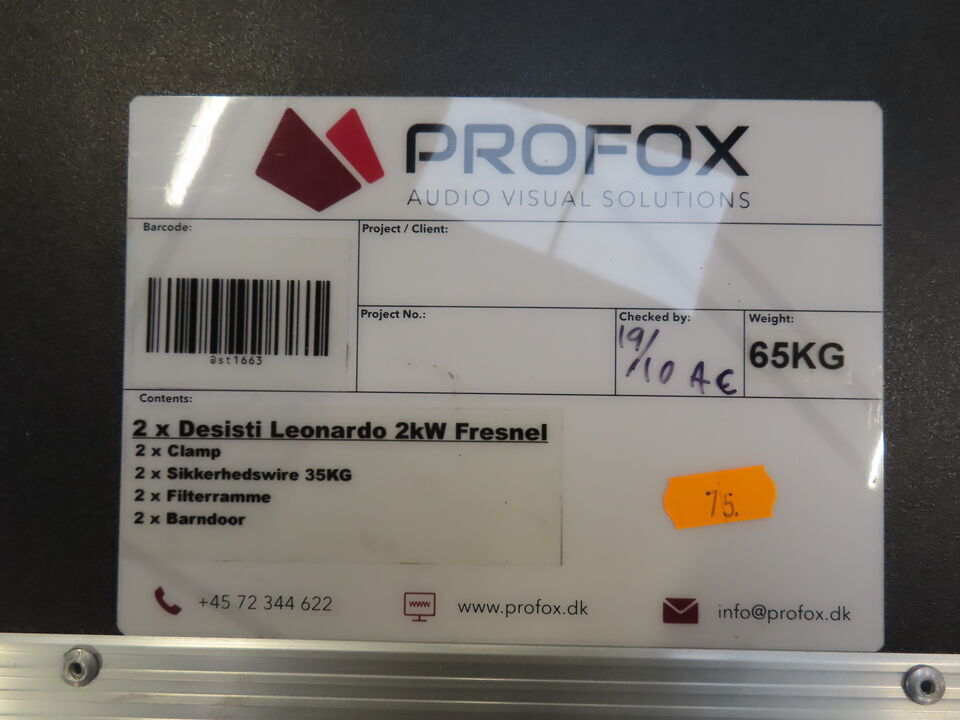 PROFOX
AUDIO VISUAL SOLUTIONS
Barcode:
@st1663
Project / Client:
Project No.:
Checked by:
19/
/10 AE
Weight:
65KG
Contents:
2 x Desisti Leonardo 2kW Fresnel
2 x Clamp
2 x Sikkerhedswire 35KG
2 x Filterramme
2 x Barndoor
75.
+45 72 344 622
www
www.profox.dk
info@profox.dk